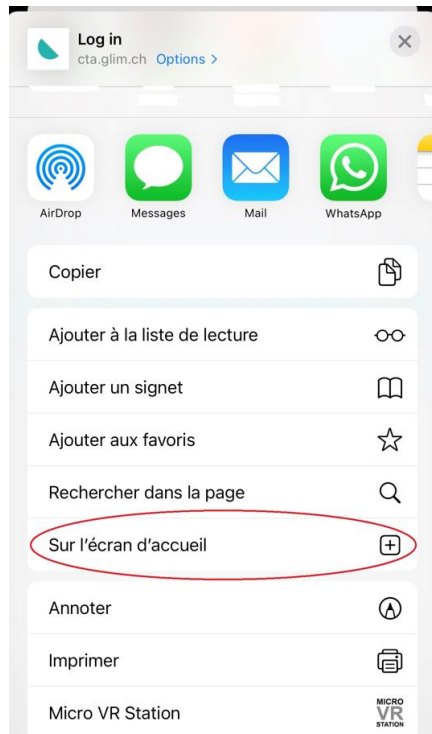 Log in
cta.glim.ch Options >
AirDrop Messages Mail WhatsApp
Copier
Ajouter à la liste de lecture
Ajouter un signet
Ajouter aux favoris
Rechercher dans la page
Sur l’écran d’accueil
Annoter
Imprimer
Micro VR Station
MICRO
VR
STATION